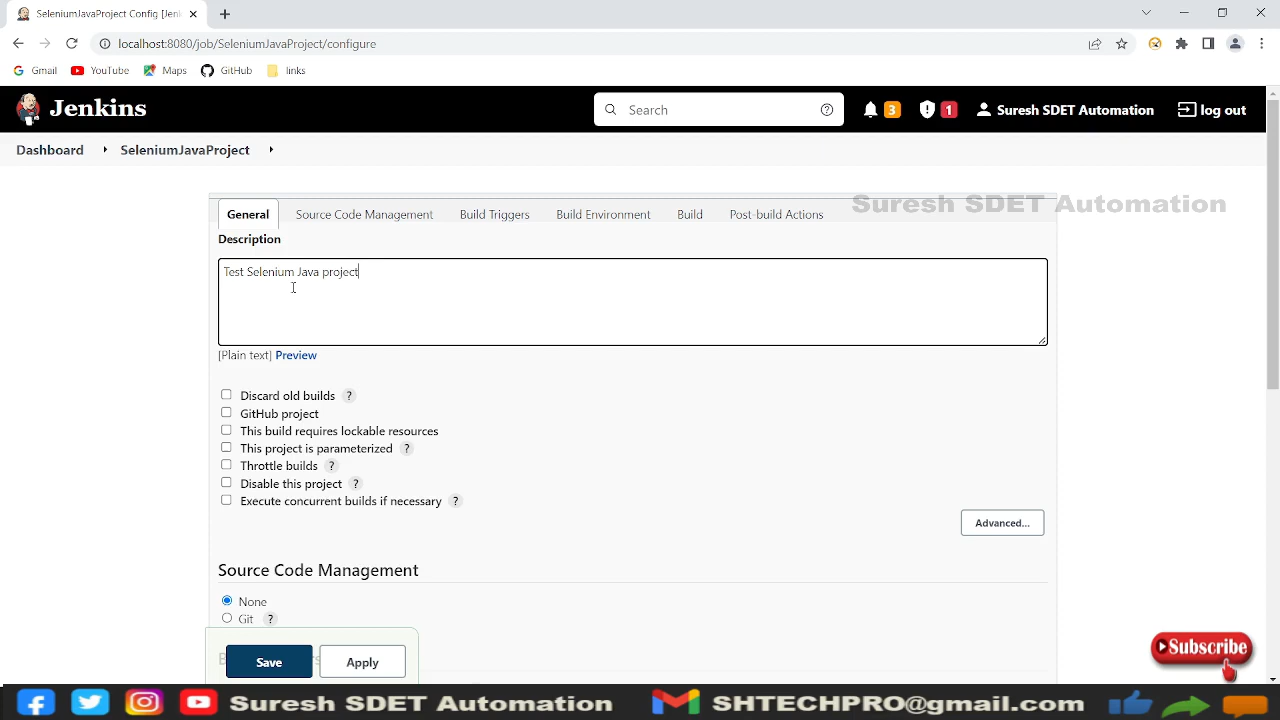 SeleniumJavaProject Config [Jenk
localhost:8080/job/SeleniumJavaProject/configure
Gmail YouTube Maps GitHub links
Jenkins Search 3 1 Suresh SDET Automation log out
Dashboard SeleniumJavaProject
Suresh SDET Automation
General Source Code Management Build Triggers Build Environment Build Post-build Actions
Description
Test Selenium Java project
[Plain text] Preview
Discard old builds ?
GitHub project
This build requires lockable resources
This project is parameterized ?
Throttle builds ?
Disable this project ?
Execute concurrent builds if necessary ?
Advanced...
Source Code Management
None
Git ?
Save Apply
Subscribe
Suresh SDET Automation SHTECHPRO@gmail.com